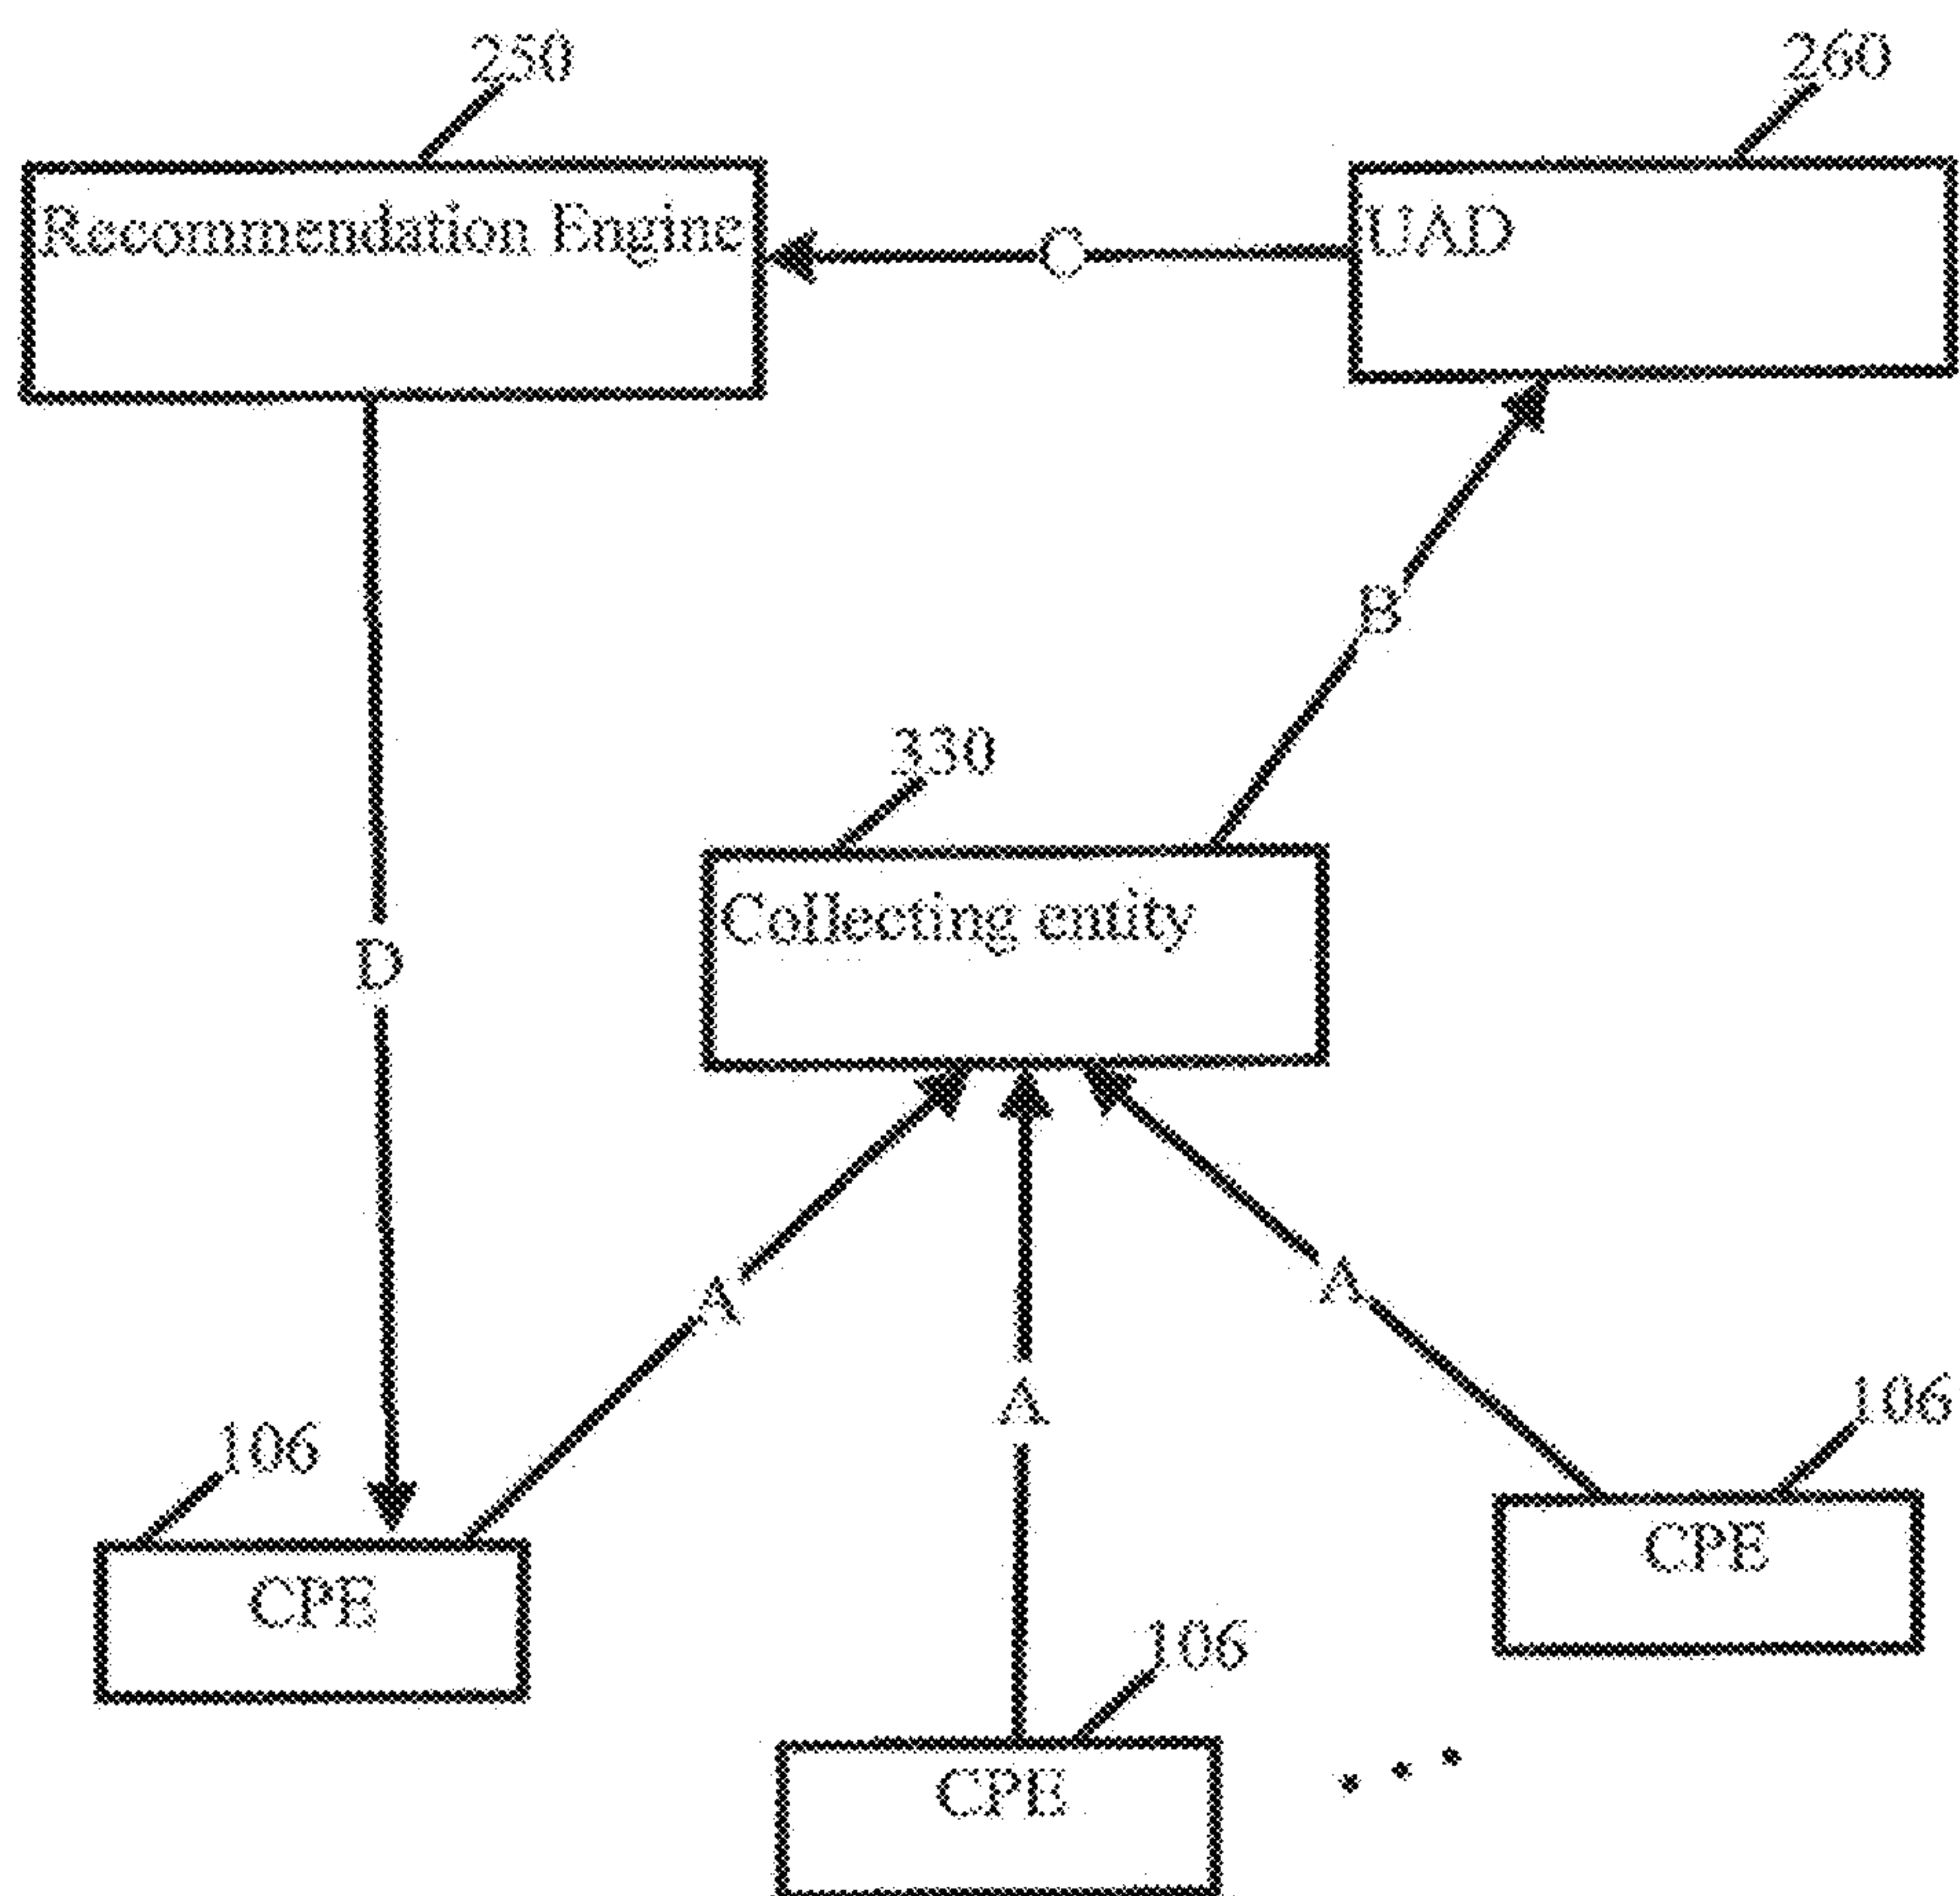 250
260
Recommendation Engine
UAD
C
B
330
Collecting entity
D
A
A
A
106
106
CPE
CPE
106
CPE